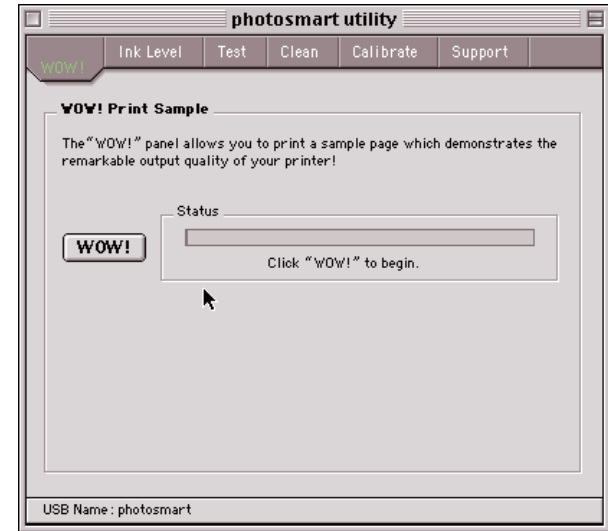 photosmart utility
WOW! Ink Level Test Clean Calibrate Support
WOW! Print Sample
The "WOW!" panel allows you to print a sample page which demonstrates the
remarkable output quality of your printer!
Status
WOW!
Click "WOW!" to begin.
USB Name: photosmart